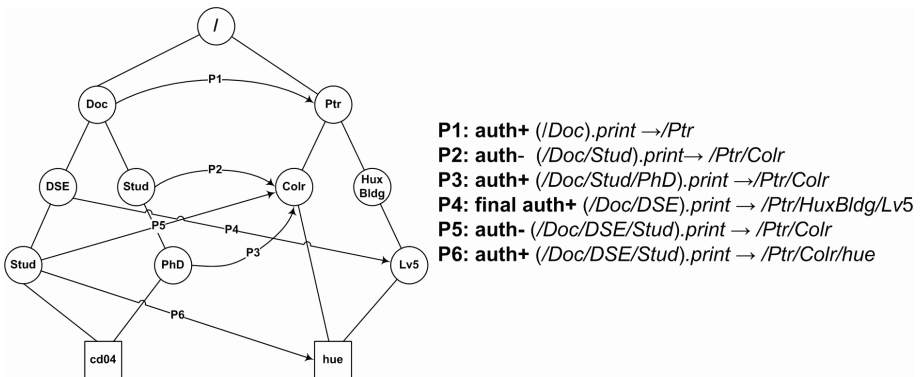 /
P1
Doc
Ptr
P1: auth+ (/Doc).print →/Ptr
P2: auth- (/Doc/Stud).print→ /Ptr/Colr
P3: auth+ (/Doc/Stud/PhD).print →/Ptr/Colr
P4: final auth+ (/Doc/DSE).print → /Ptr/HuxBldg/Lv5
P5: auth- (/Doc/DSE/Stud).print → /Ptr/Colr
P6: auth+ (/Doc/DSE/Stud).print → /Ptr/Colr/hue
P2
DSE
Stud
Colr
Hux
Bldg
P5
P4
P3
Stud
PhD
Lv5
P6
cd04
hue